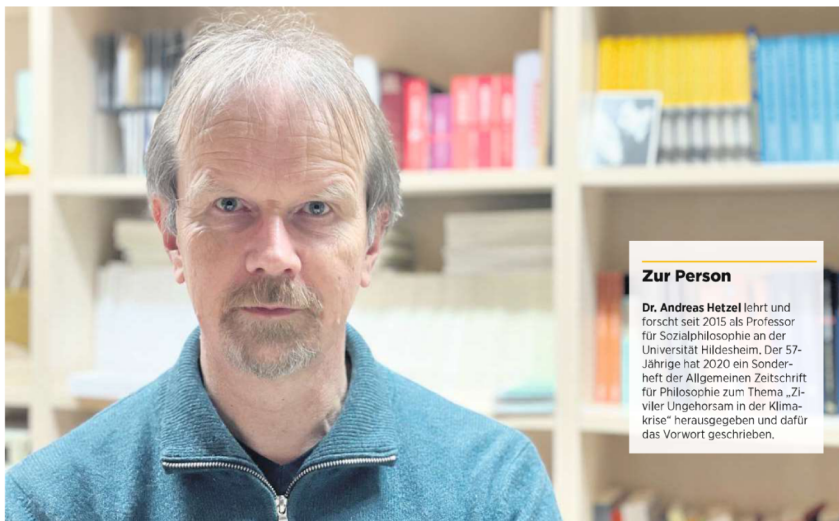 Zur Person
Dr. Andreas Hetzel lehrt und
forscht seit 2015 als Professor
für Sozialphilosophie an der
Universität Hildesheim. Der 57-
Jährige hat 2020 ein Sonder-
heft der Allgemeinen Zeitschrift
für Philosophie zum Thema „Zi-
viler Ungehorsam in der Klima-
krise“ herausgegeben und dafür
das Vorwort geschrieben.